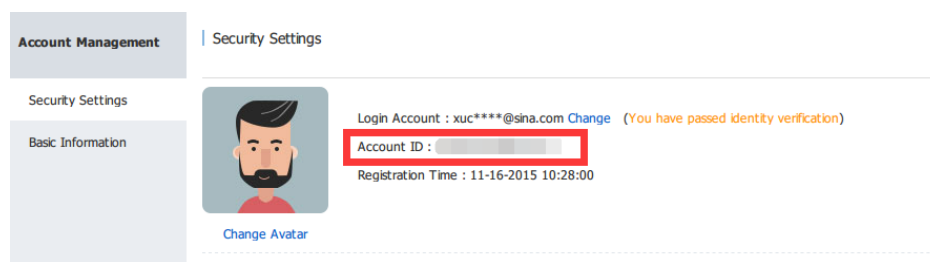 Account Management
Security Settings
Security Settings
Basic Information
Login Account : xuc****@sina.com Change (You have passed identity verification)
Account ID :
Registration Time : 11-16-2015 10:28:00
Change Avatar